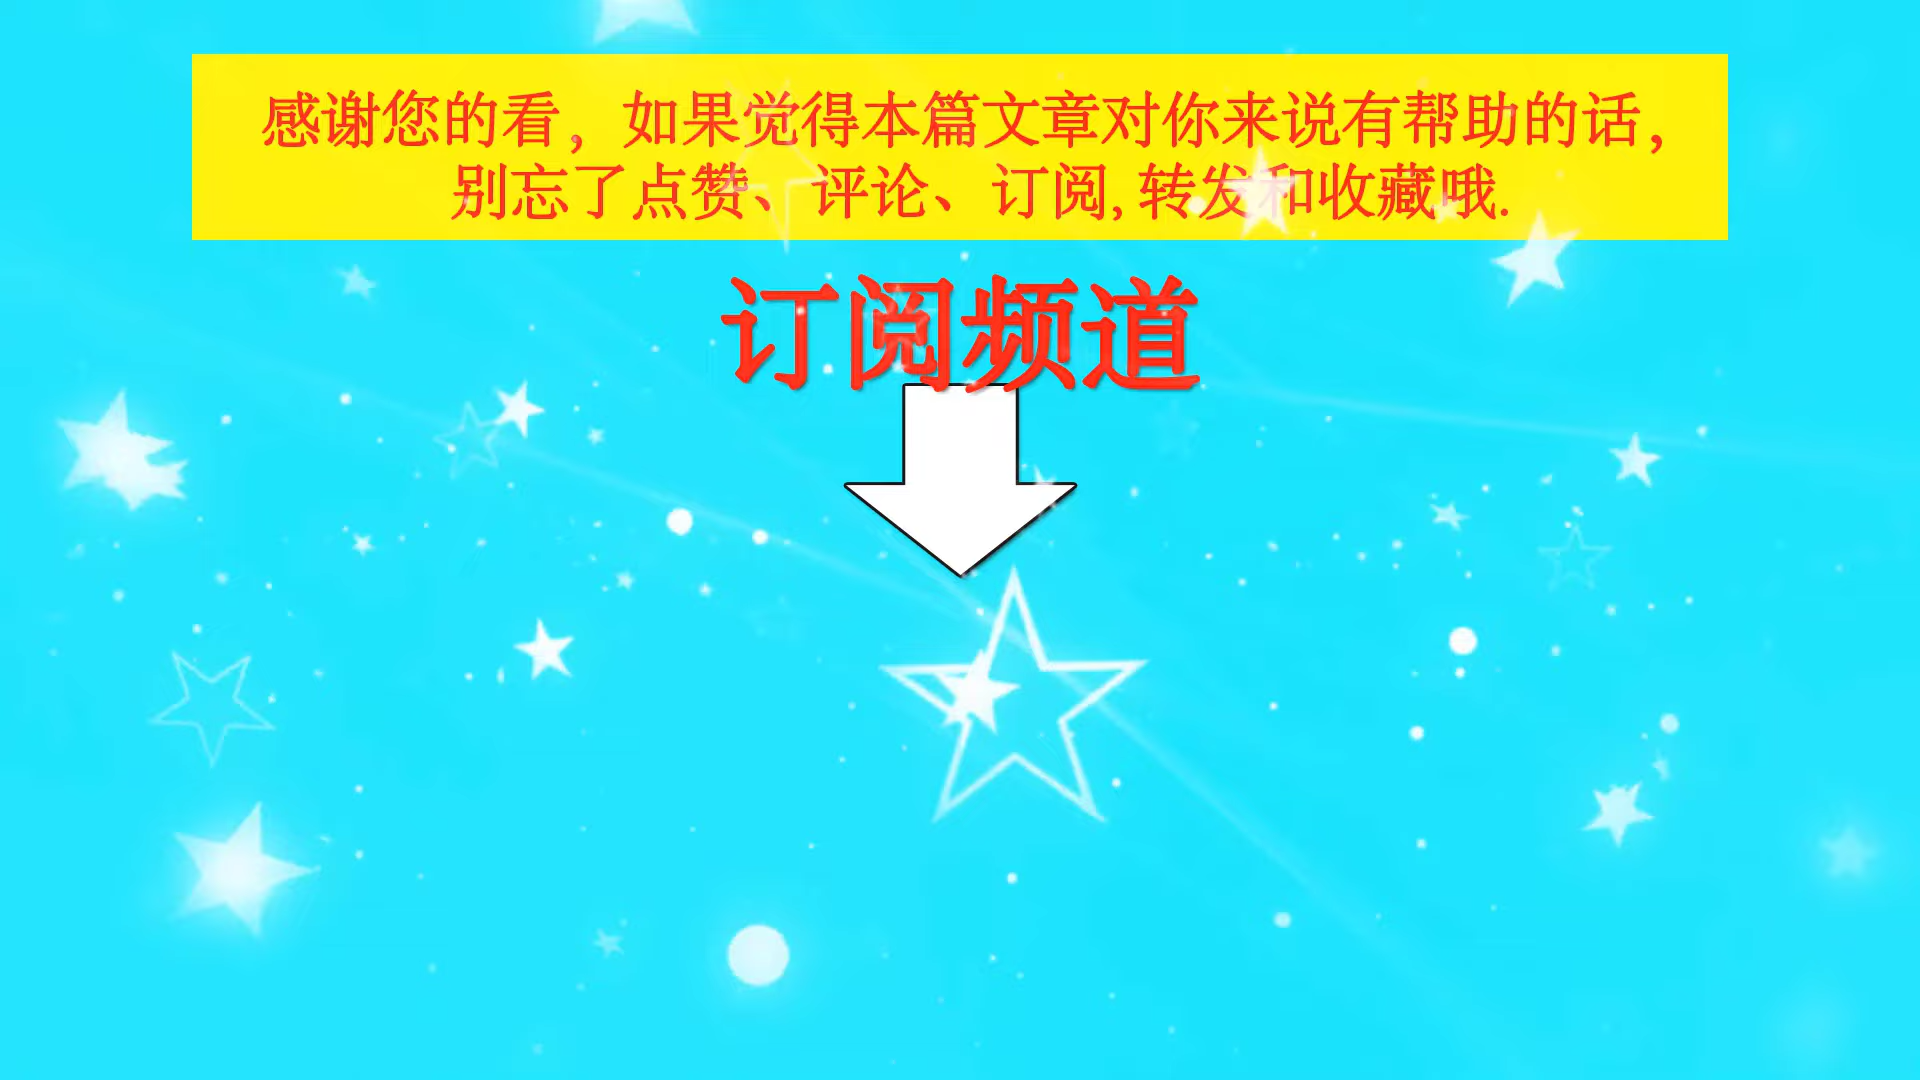 感谢您的看，如果觉得本篇文章对你来说有帮助的话，
别忘了点赞、评论、订阅,转发和收藏哦.
订阅频道